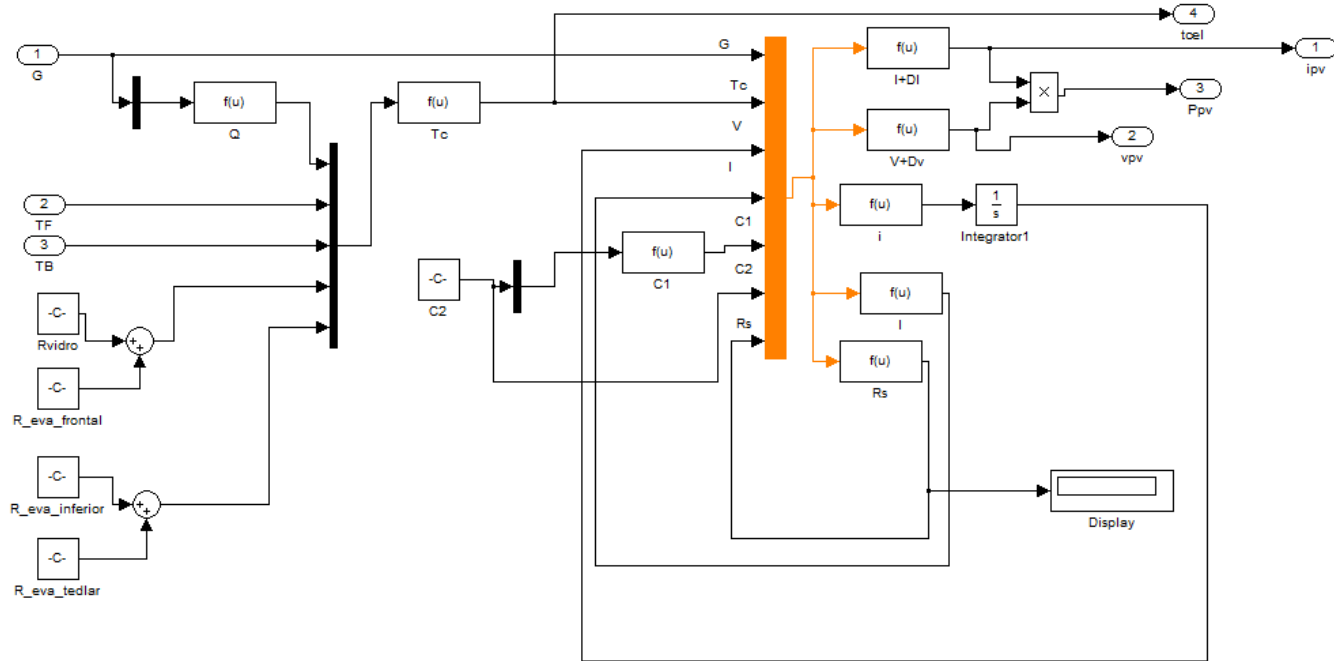 4
tcel
1
G
G
f(u)
I+DI
1
ipv
f(u)
Q
f(u)
Tc
Tc
×
3
Ppv
V
f(u)
V+Dv
2
vpv
I
2
TF
f(u)
i
1
s
Integrator1
3
TB
C1
f(u)
C1
C2
-C-
C2
f(u)
I
-C-
Rvidro
+
+
Rs
f(u)
Rs
-C-
R_eva_frontal
-C-
R_eva_inferior
+
+
Display
-C-
R_eva_tedlar